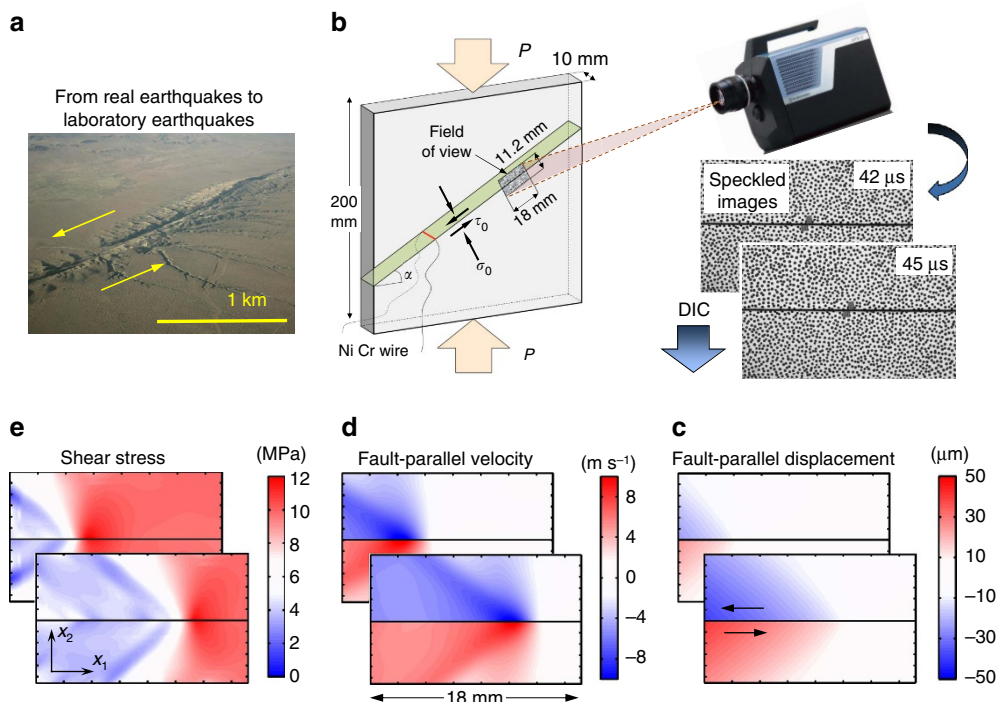 a
From real earthquakes to
laboratory earthquakes
1 km
b
P
10 mm
Field
of view
11.2 mm
18 mm
200
mm
τ0
σ0
α
Ni Cr wire
P
Speckled
images
42 μs
45 μs
DIC
e
Shear stress
(MPa)
12
10
8
6
4
2
0
x2
x1
d
Fault-parallel velocity
(m s–1)
8
4
0
–4
–8
18 mm
c
Fault-parallel displacement
(μm)
50
30
10
–10
–30
–50